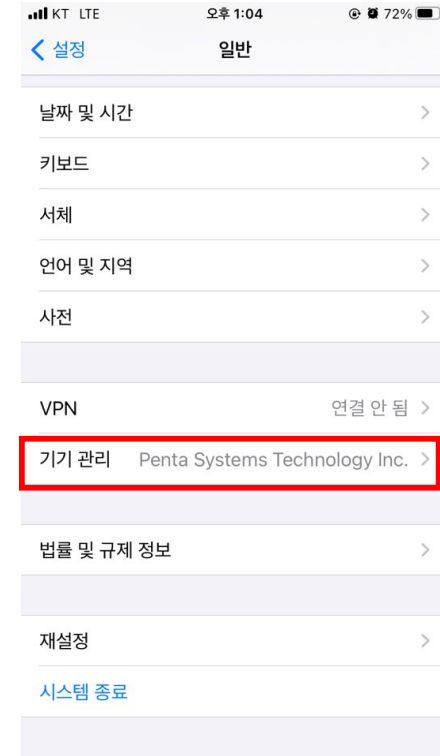 KT LTE 오후 1:04 72%
설정 일반
날짜 및 시간
키보드
서체
언어 및 지역
사전
VPN 연결 안 됨
기기 관리 Penta Systems Technology Inc.
법률 및 규제 정보
재설정
시스템 종료